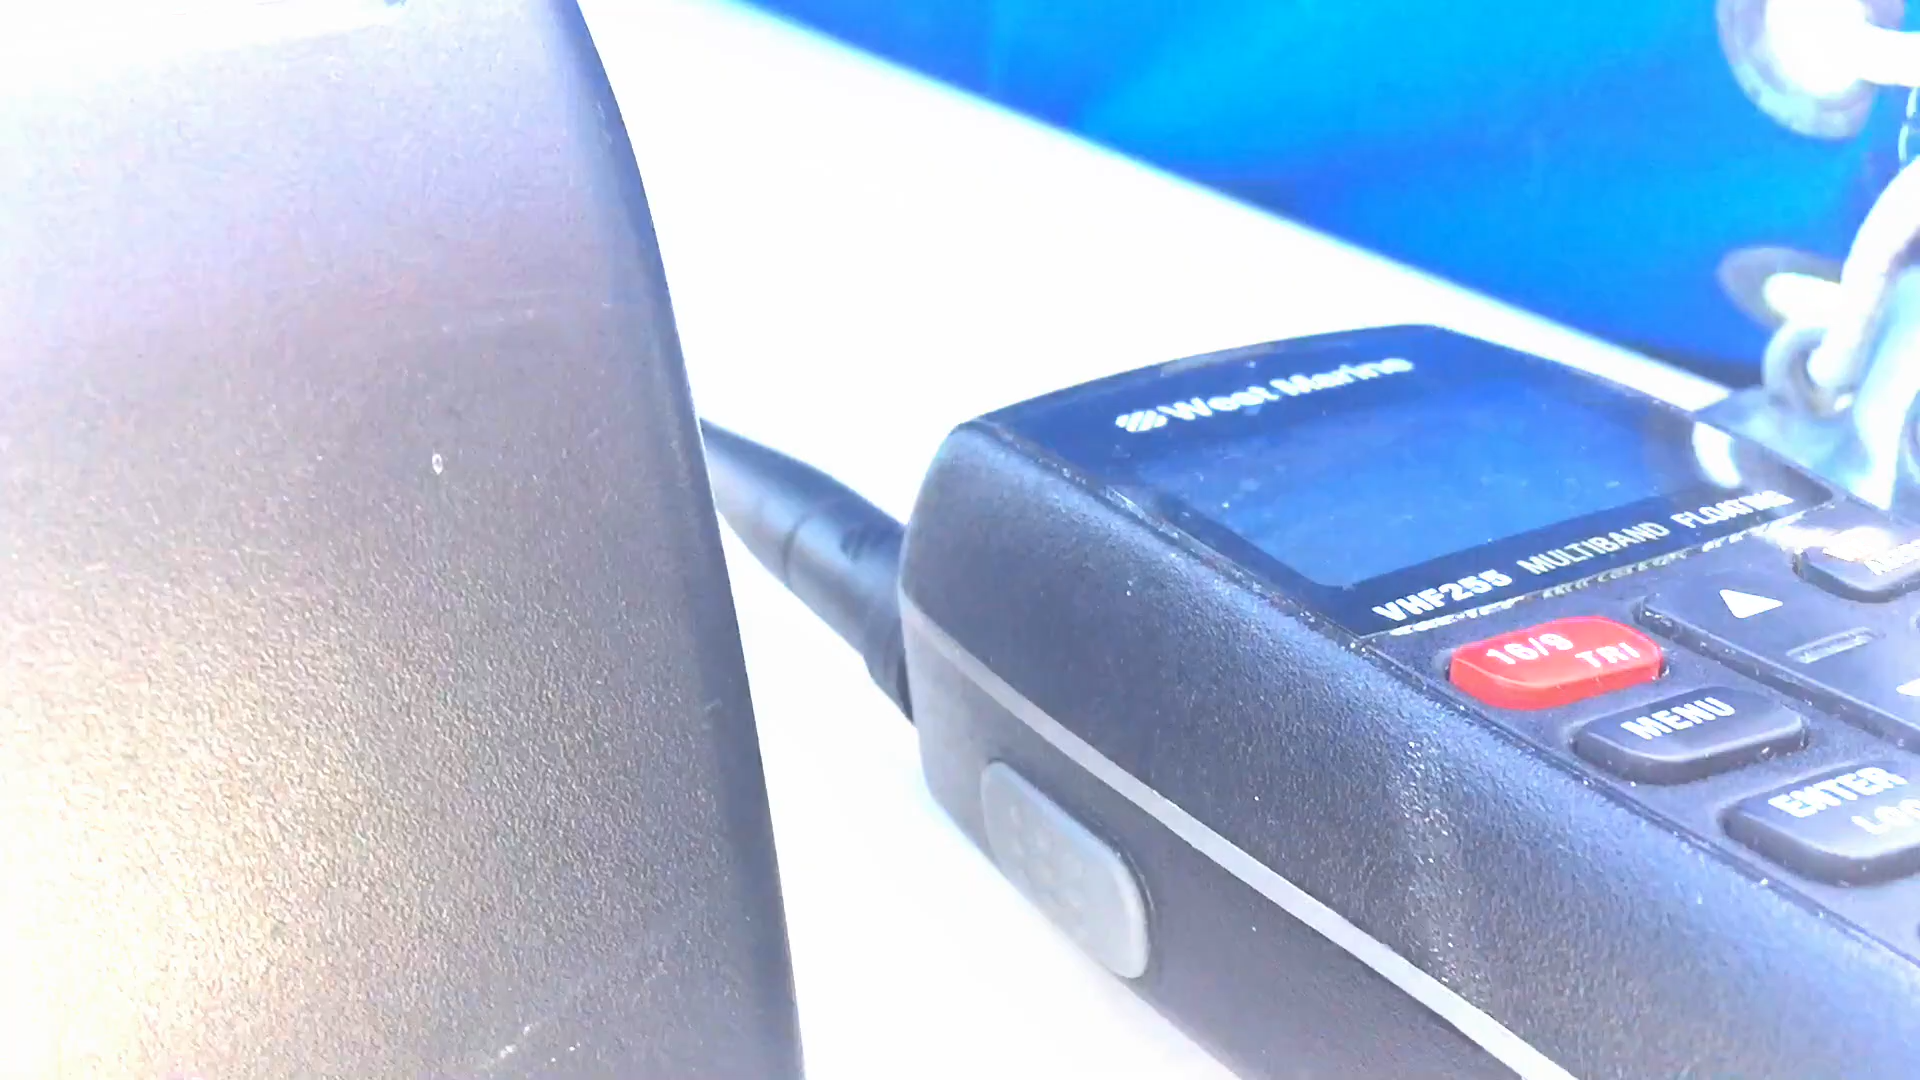 West Marine
VHF255 MULTIBAND FLOATING
16/9
TRI
MENU
ENTER